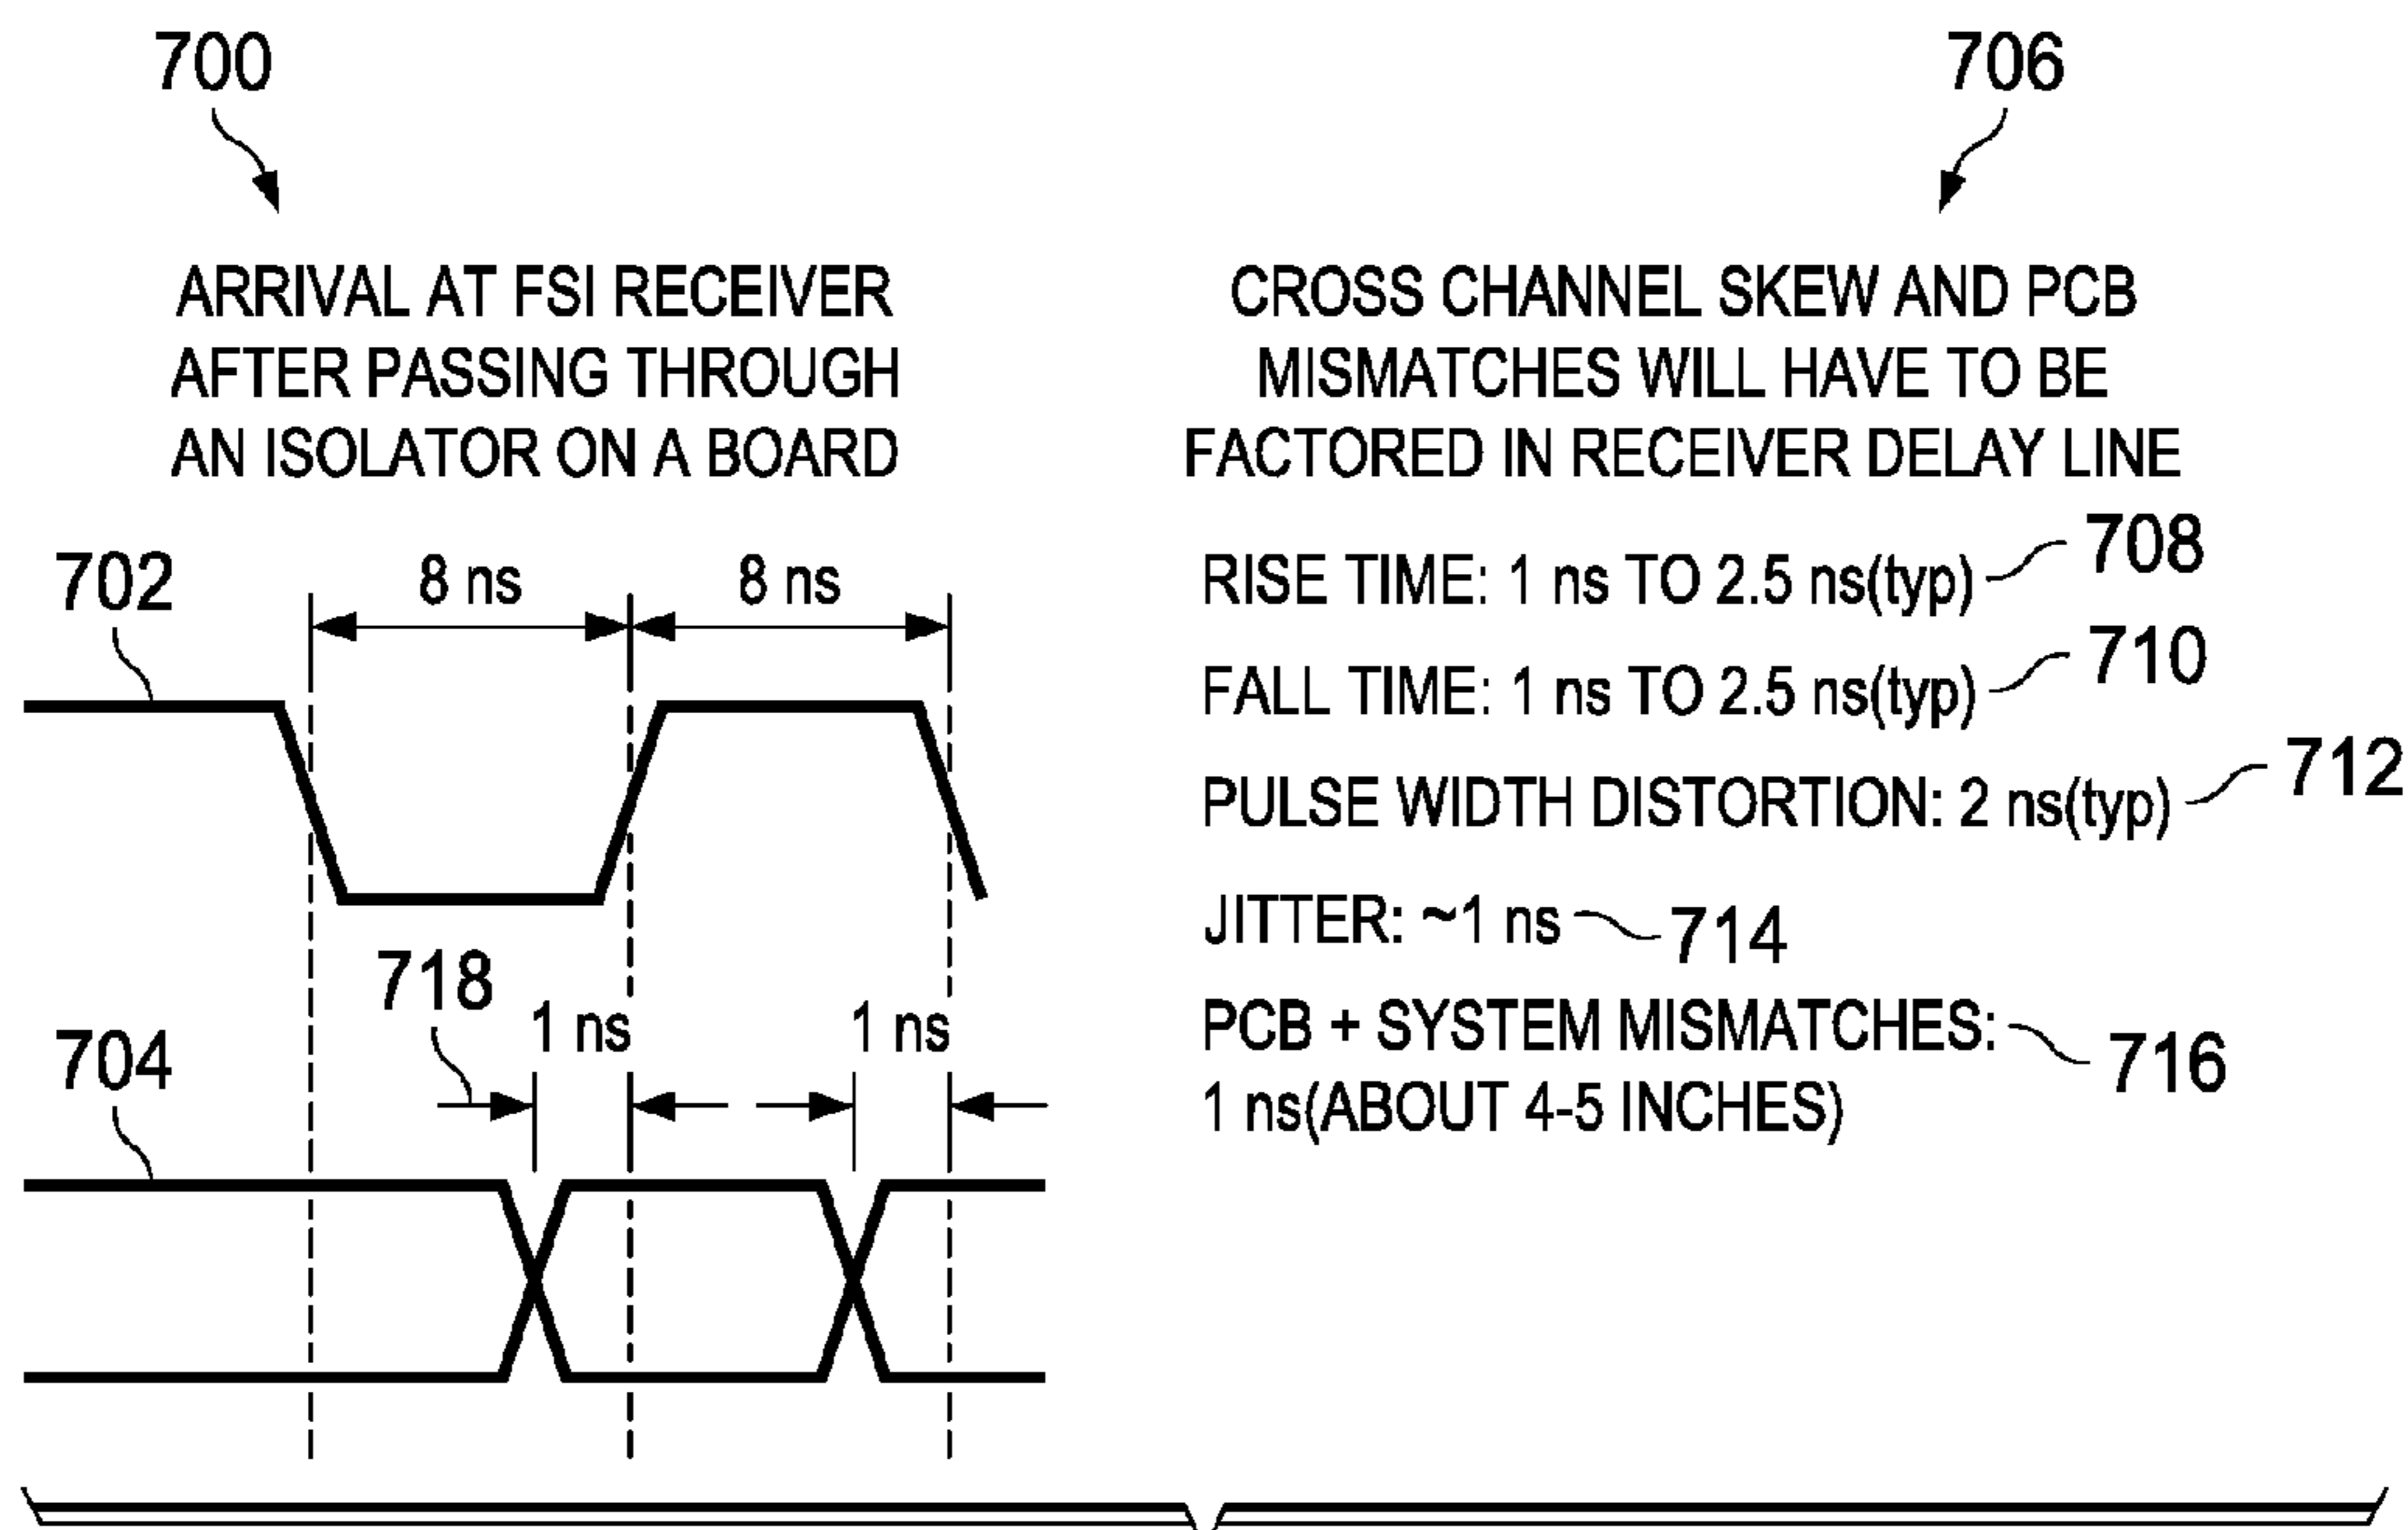 700
ARRIVAL AT FSI RECEIVER
AFTER PASSING THROUGH
AN ISOLATOR ON A BOARD
702
8 ns
8 ns
718
1 ns
1 ns
704
706
CROSS CHANNEL SKEW AND PCB
MISMATCHES WILL HAVE TO BE
FACTORED IN RECEIVER DELAY LINE
RISE TIME: 1 ns TO 2.5 ns(typ)
708
FALL TIME: 1 ns TO 2.5 ns(typ)
710
PULSE WIDTH DISTORTION: 2 ns(typ)
712
JITTER: ~1 ns
714
PCB + SYSTEM MISMATCHES:
716
1 ns(ABOUT 4-5 INCHES)